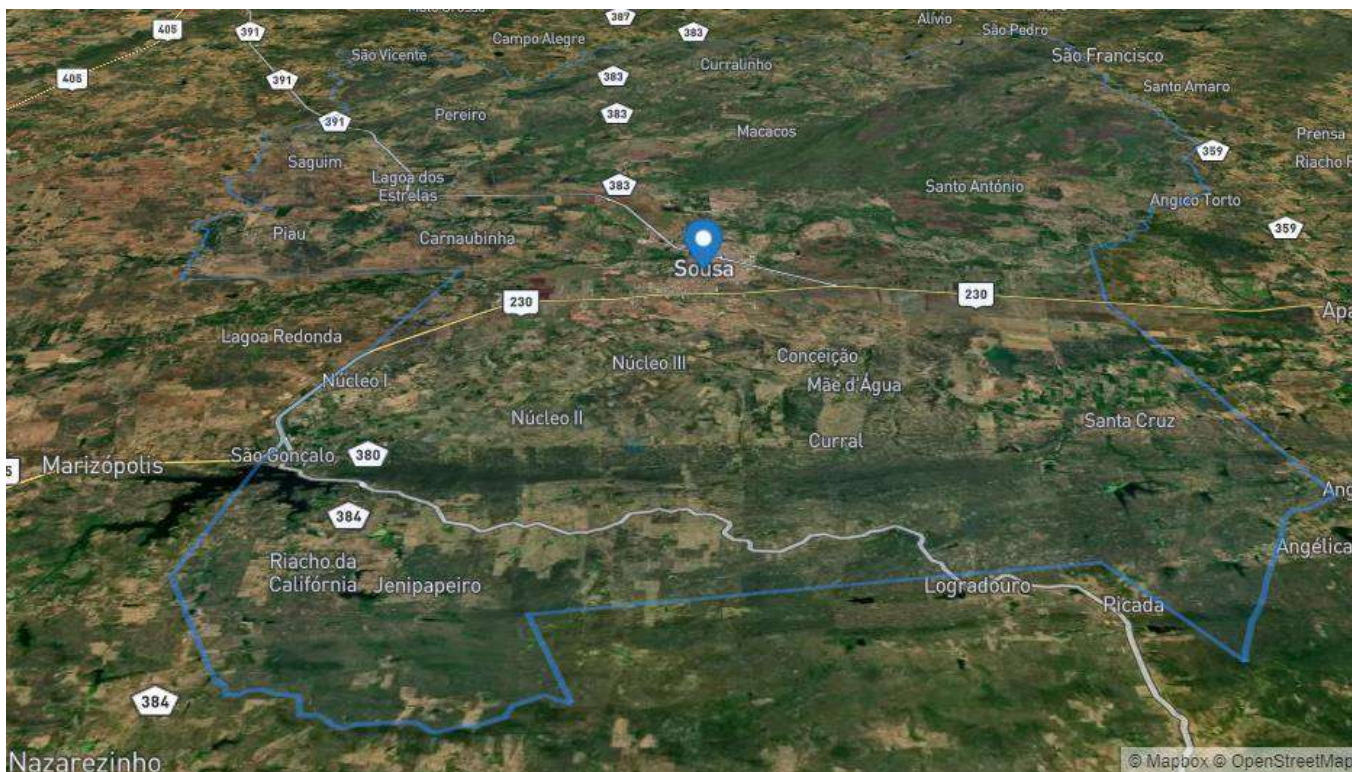 387
405
391
383
Alívio
São Pedro
Campo Alegre
São Vicente
Curralinho
São Francisco
405
391
383
Santo Amaro
391
Pereiro
383
Macacos
Prensa
359
Saguim
Riacho
Lagoa dos
Estrelas
383
Santo António
Angico Torto
359
Piau
Carnaubinha
Sousa
230
230
Apa
Lagoa Redonda
Núcleo I
Núcleo III
Conceição
Mãe d'Água
Núcleo II
Santa Cruz
Curral
São Gonçalo
380
Marizópolis
5
Ang
384
Angélica
Riacho da
Califórnia
Jenipapeiro
Logradouro
Picada
384
Nazarezinho
© Mapbox © OpenStreetMap